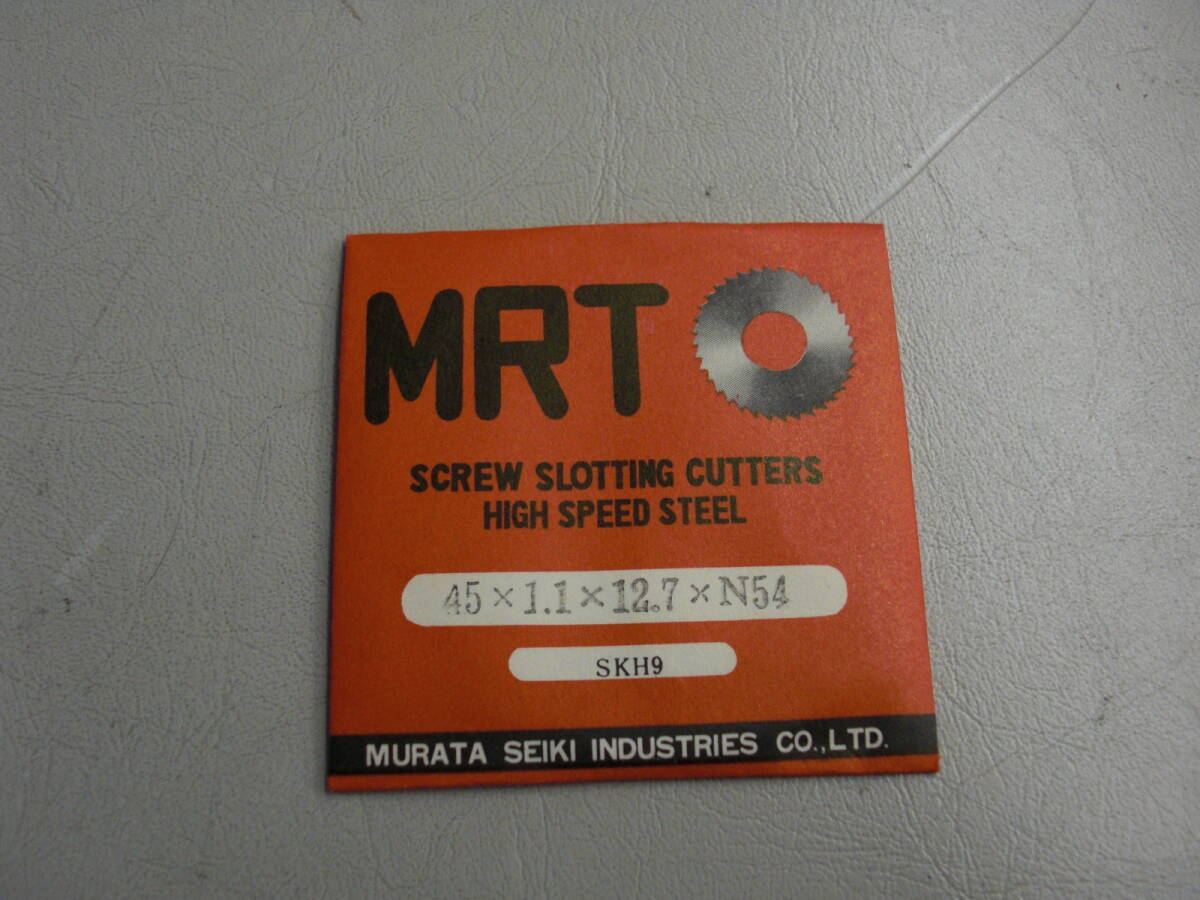 MRT
SCREW SLOTTING CUTTERS
HIGH SPEED STEEL
45×1.1×12.7×N54
SKH9
MURATA SEIKI INDUSTRIES CO.,LTD.